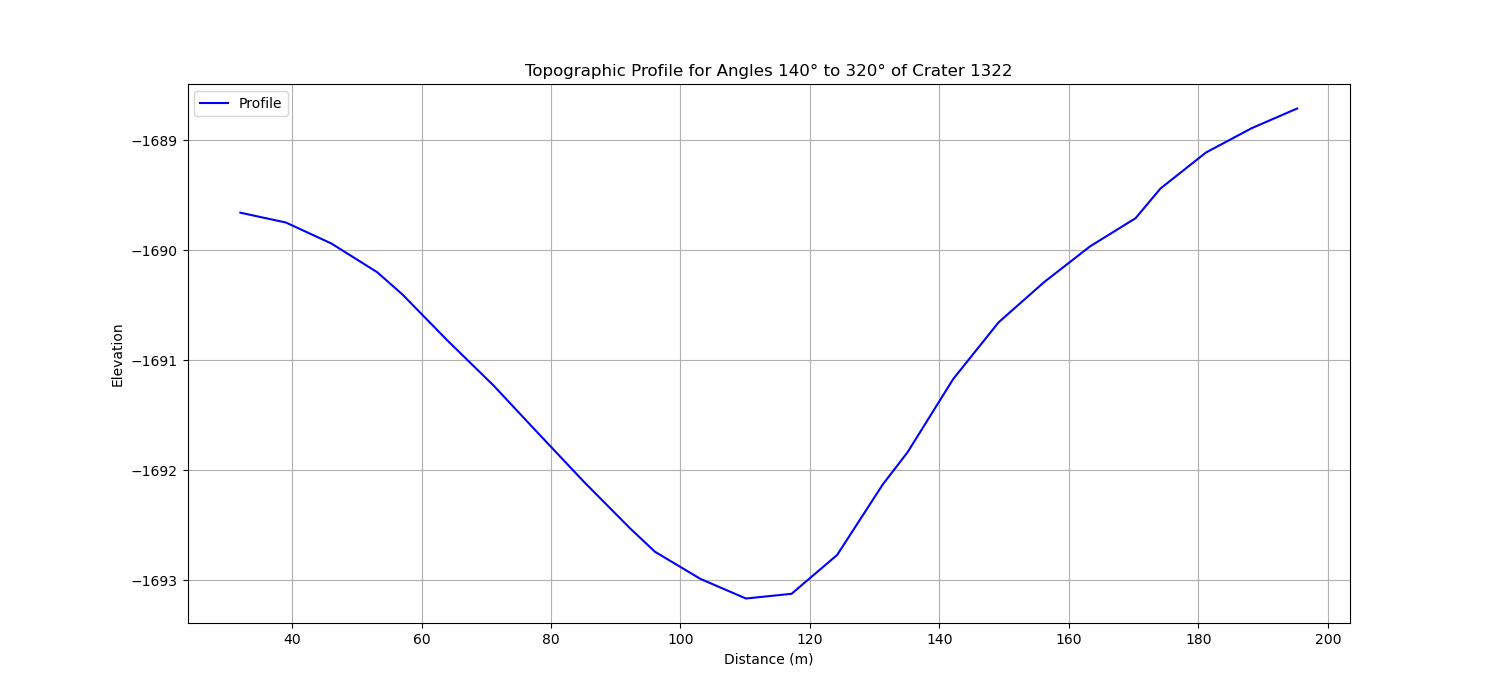 Topographic Profile for Angles 140° to 320° of Crater 1322
Profile
−1689
−1690
−1691
−1692
−1693
Elevation
40 60 80 100 120 140 160 180 200
Distance (m)